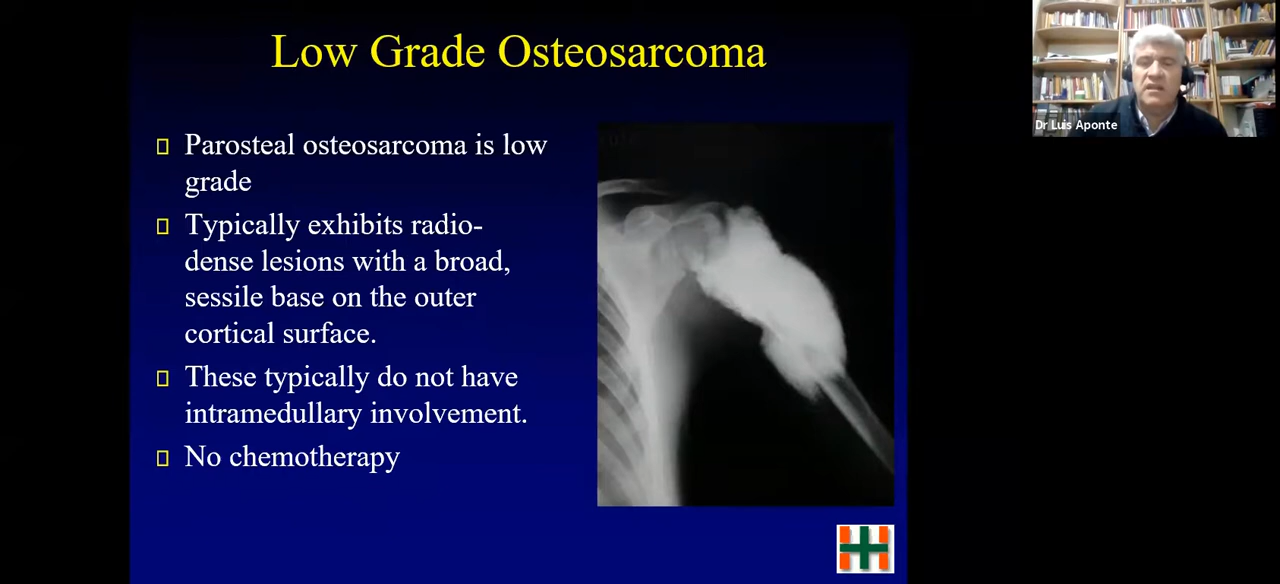 Low Grade Osteosarcoma
Parosteal osteosarcoma is low
grade
Typically exhibits radio-
dense lesions with a broad,
sessile base on the outer
cortical surface.
These typically do not have
intramedullary involvement.
No chemotherapy
Dr Luis Aponte